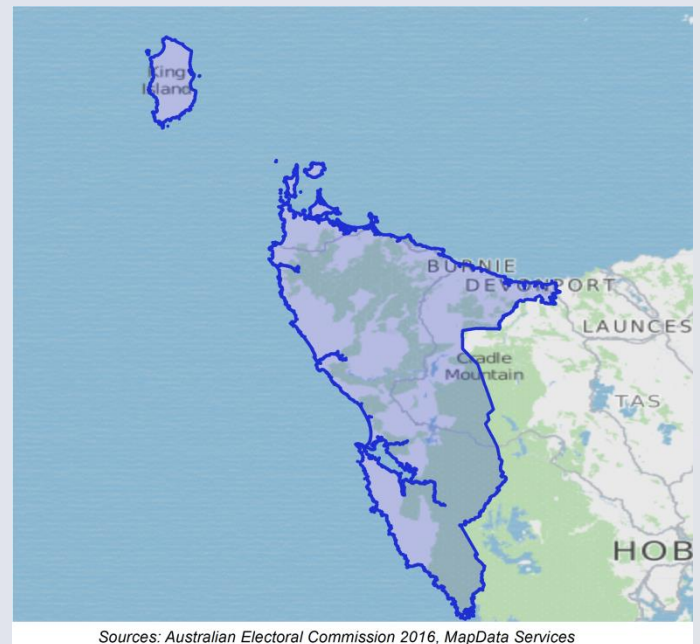 King
Island
BURNIE
DEVONPORT
LAUNCES
Cradle
Mountain
TAS
HOB
Sources: Australian Electoral Commission 2016, MapData Services